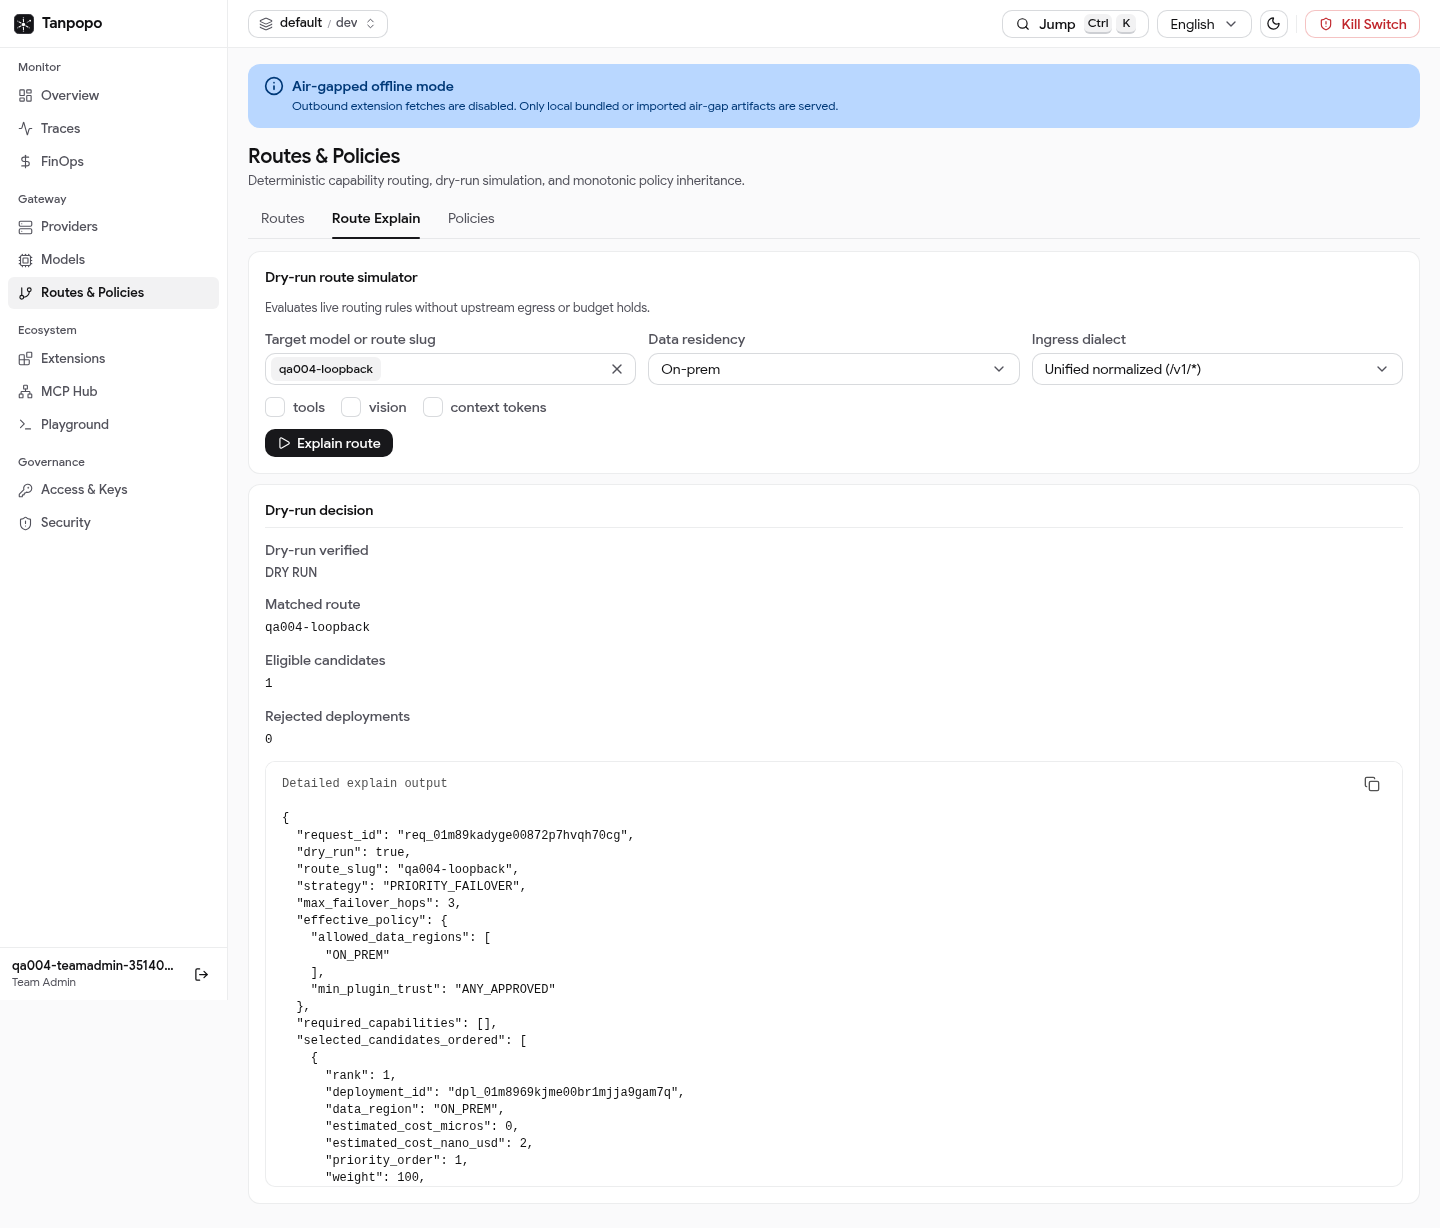 Tanpopo
default / dev
Jump Ctrl K
English
Kill Switch
Monitor
Overview
Traces
FinOps
Gateway
Providers
Models
Routes & Policies
Ecosystem
Extensions
MCP Hub
Playground
Governance
Access & Keys
Security
qa004-teamadmin-35140...
Team Admin
Air-gapped offline mode
Outbound extension fetches are disabled. Only local bundled or imported air-gap artifacts are served.
Routes & Policies
Deterministic capability routing, dry-run simulation, and monotonic policy inheritance.
Routes Route Explain Policies
Dry-run route simulator
Evaluates live routing rules without upstream egress or budget holds.
Target model or route slug
qa004-loopback
Data residency
On-prem
Ingress dialect
Unified normalized (/v1/*)
tools vision context tokens
Explain route
Dry-run decision
Dry-run verified
DRY RUN
Matched route
qa004-loopback
Eligible candidates
1
Rejected deployments
0
Detailed explain output
{
  "request_id": "req_01m89kadyge00872p7hvqh70cg",
  "dry_run": true,
  "route_slug": "qa004-loopback",
  "strategy": "PRIORITY_FAILOVER",
  "max_failover_hops": 3,
  "effective_policy": {
    "allowed_data_regions": [
      "ON_PREM"
    ],
    "min_plugin_trust": "ANY_APPROVED"
  },
  "required_capabilities": [],
  "selected_candidates_ordered": [
    {
      "rank": 1,
      "deployment_id": "dpl_01m8969kjme00br1mjja9gam7q",
      "data_region": "ON_PREM",
      "estimated_cost_micros": 0,
      "estimated_cost_nano_usd": 2,
      "priority_order": 1,
      "weight": 100,